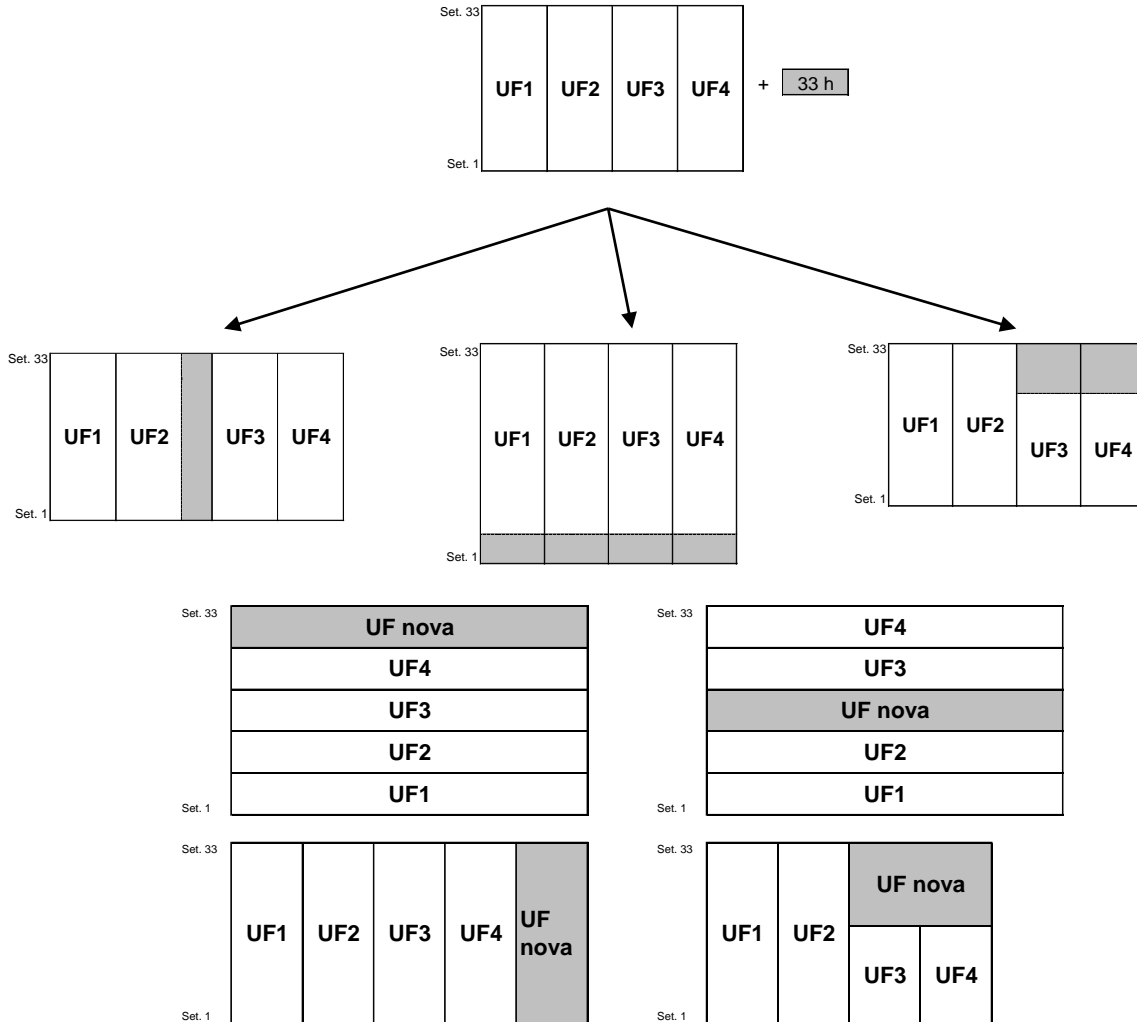 Set. 33
UF1 UF2 UF3 UF4 + 33 h
Set. 1
Set. 33
UF1 UF2 UF3 UF4
Set. 1
Set. 33
UF1 UF2 UF3 UF4
Set. 1
Set. 33
UF1 UF2
UF3 UF4
Set. 1
Set. 33
UF nova
UF4
UF3
UF2
UF1
Set. 1
Set. 33
UF4
UF3
UF nova
UF2
UF1
Set. 1
Set. 33
UF1 UF2 UF3 UF4 UF
nova
Set. 1
Set. 33
UF nova
UF1 UF2
UF3 UF4
Set. 1